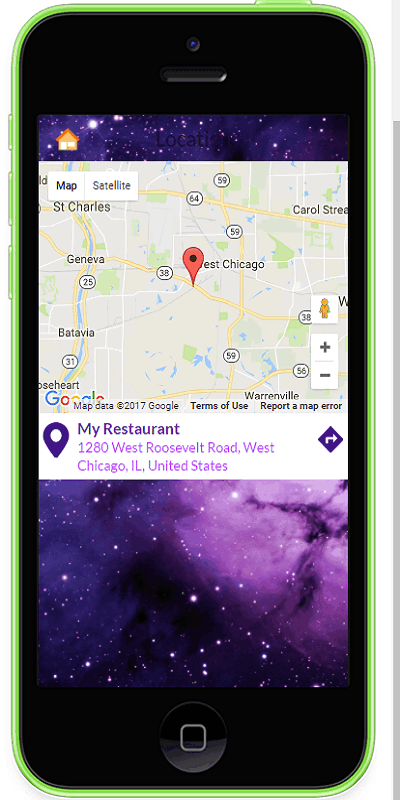 Location
Map Satellite
59
64
St Charles
Carol Strea
59
Geneva
38
West Chicago
25
38
W
Batavia
31
59
56
oseheart
Warrenville
Google
Map data ©2017 Google Terms of Use Report a map error
My Restaurant
1280 West Roosevelt Road, West
Chicago, IL, United States